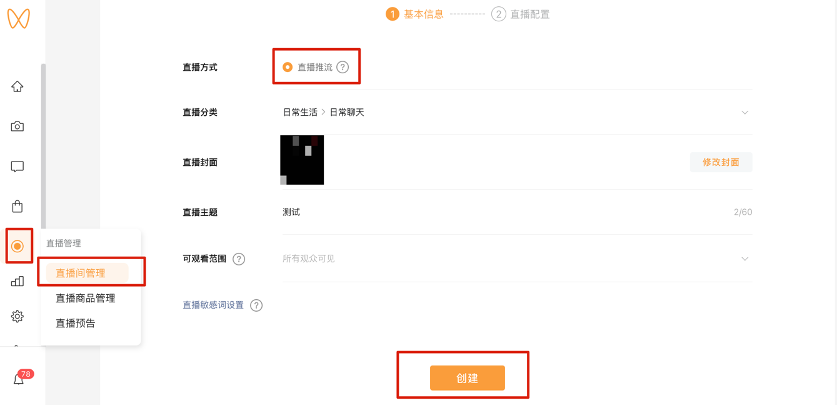 1 基本信息 2 直播配置
直播方式 直播推流 ?
直播分类 日常生活 > 日常聊天
直播封面 修改封面
直播主题 测试 2/60
直播管理
可观看范围 ? 所有观众可见
直播间管理
直播商品管理
直播敏感词设置 ?
直播预告
78
创建